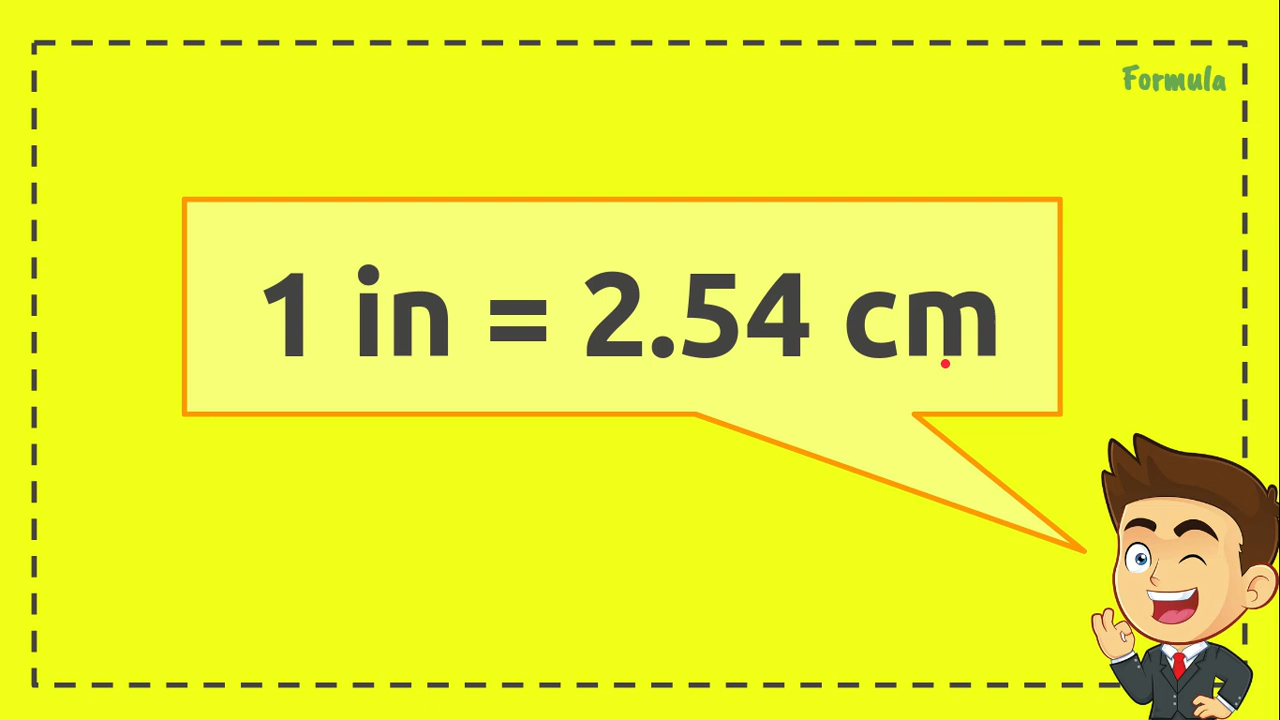 Formula
1 in = 2.54 cm